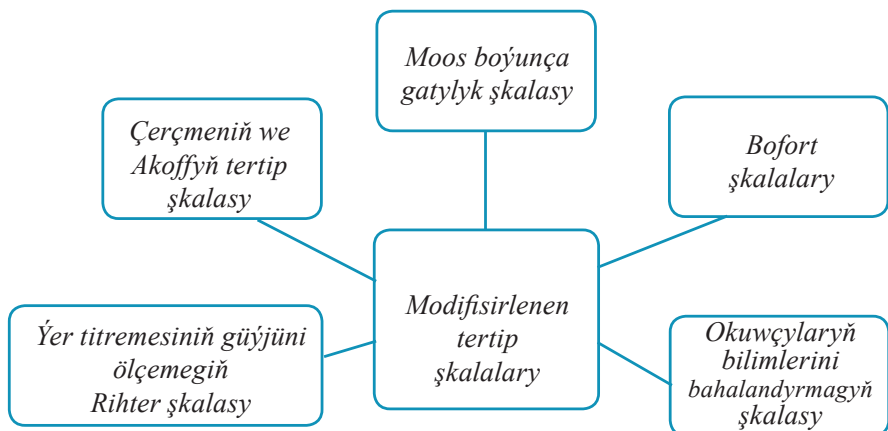 Moos boýunça
gatylyk şkalasy
Çerçmeniň we
Akoffyň tertip
şkalasy
Bofort
şkalalary
Modifisirlenen
tertip
şkalalary
Ýer titremesiniň güýjüni
ölçemegiň
Rihter şkalasy
Okuwçylaryň
bilimlerini
bahalandyrmagyň
şkalasy